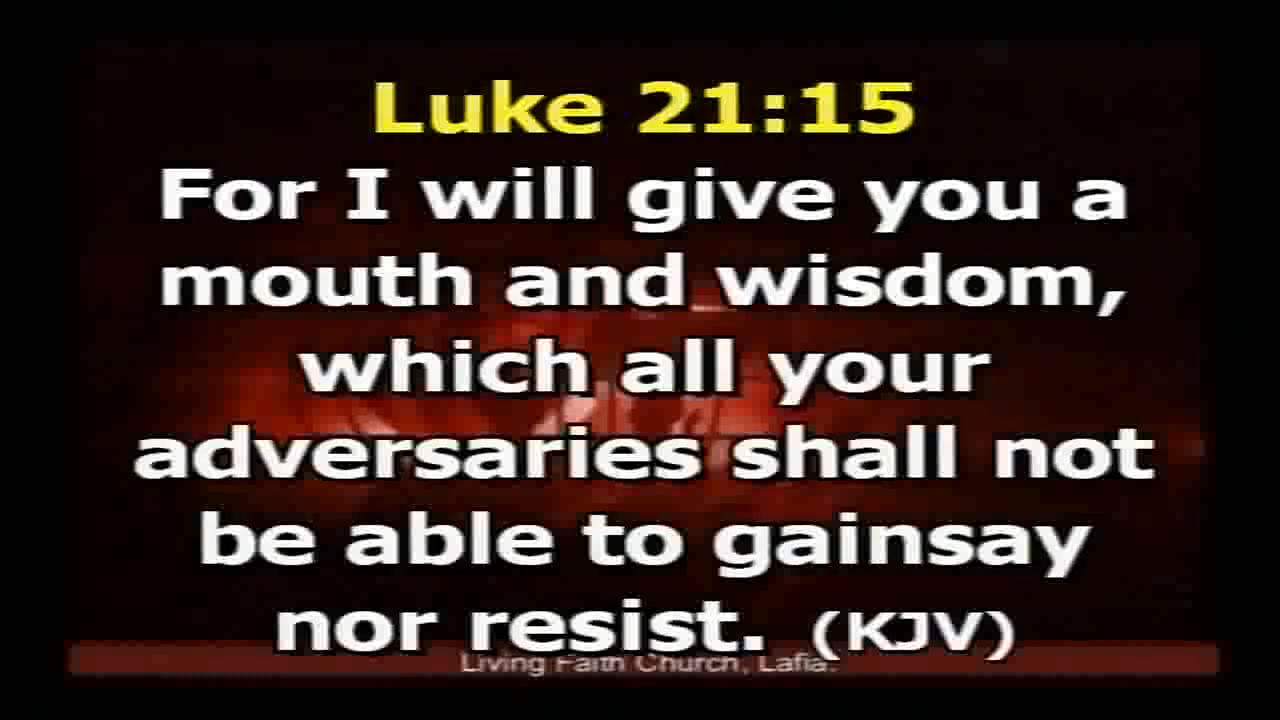 Luke 21:15
For I will give you a
mouth and wisdom,
which all your
adversaries shall not
be able to gainsay
nor resist. (KJV)
Living Faith Church, Lafia.